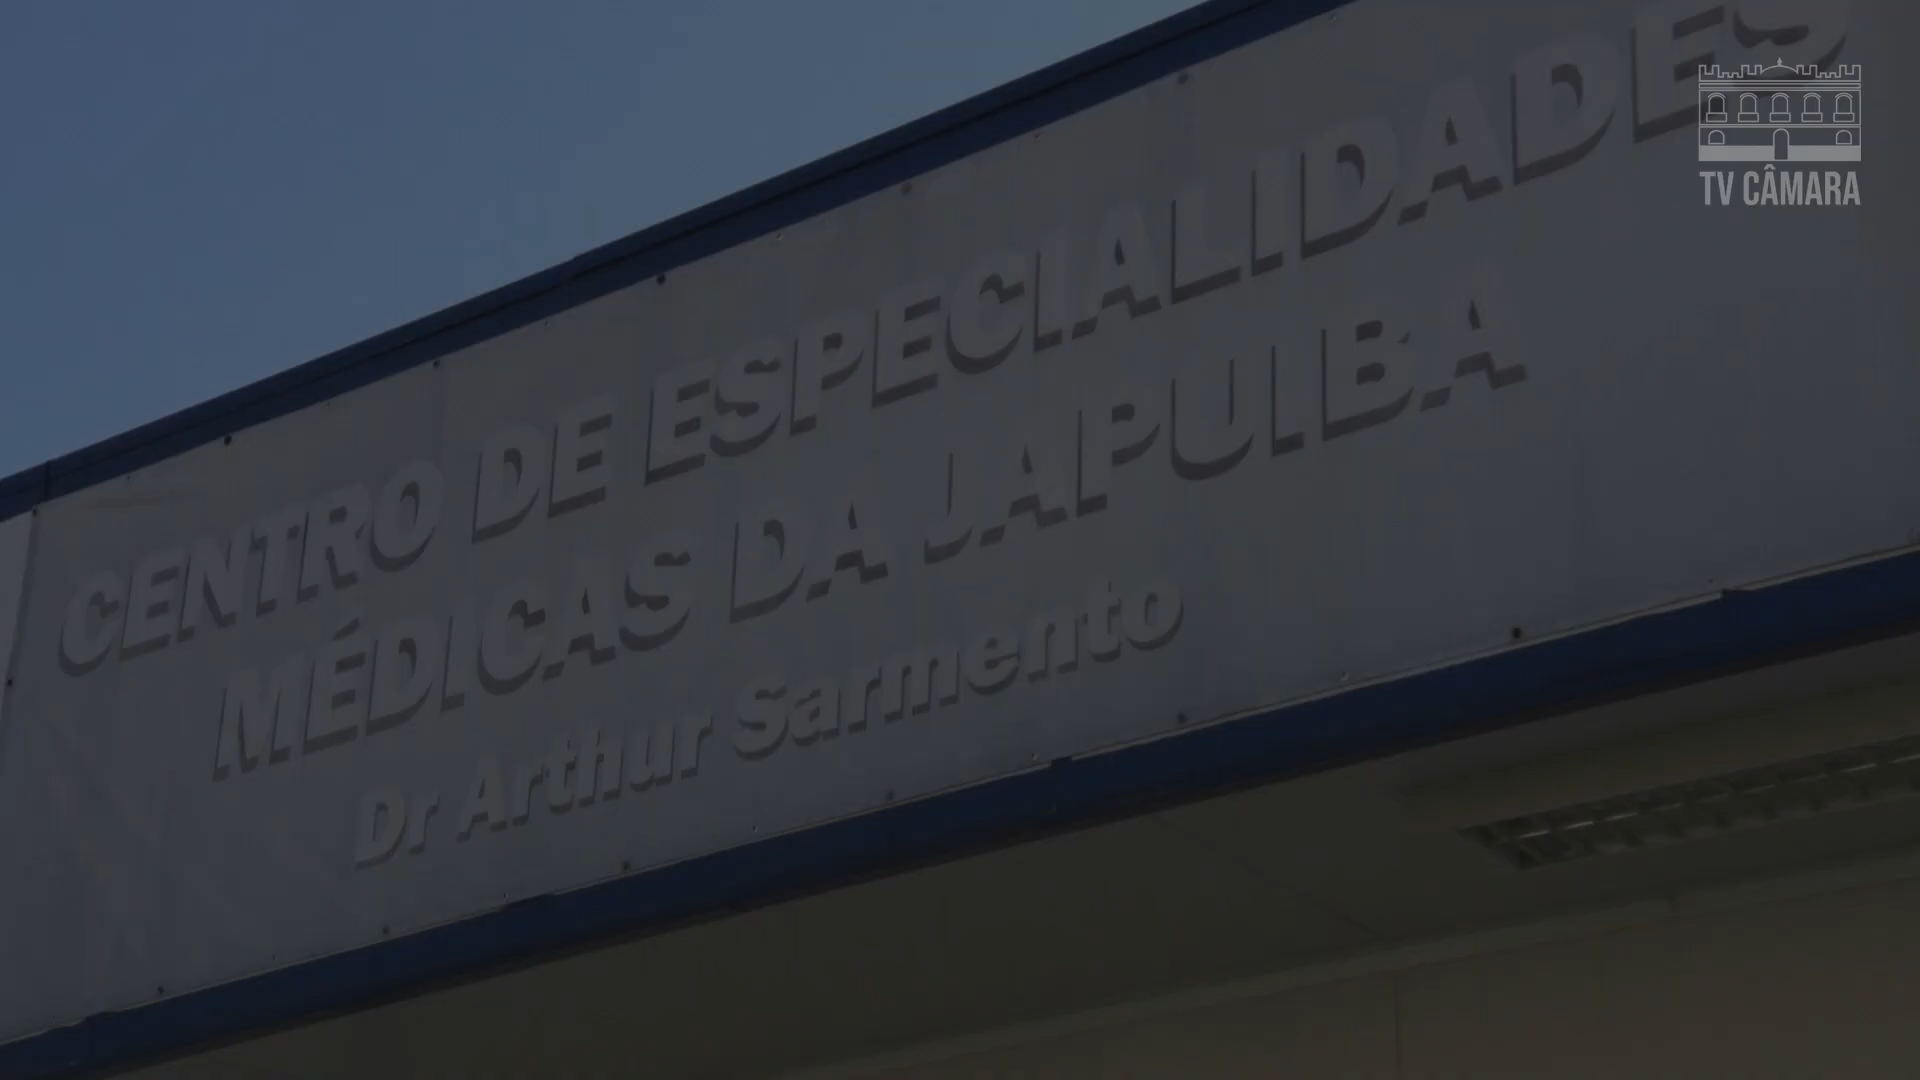 CENTRO DE ESPECIALIDADES
MÉDICAS DA JAPUIBA
Dr Arthur Sarmento
TV CÂMARA